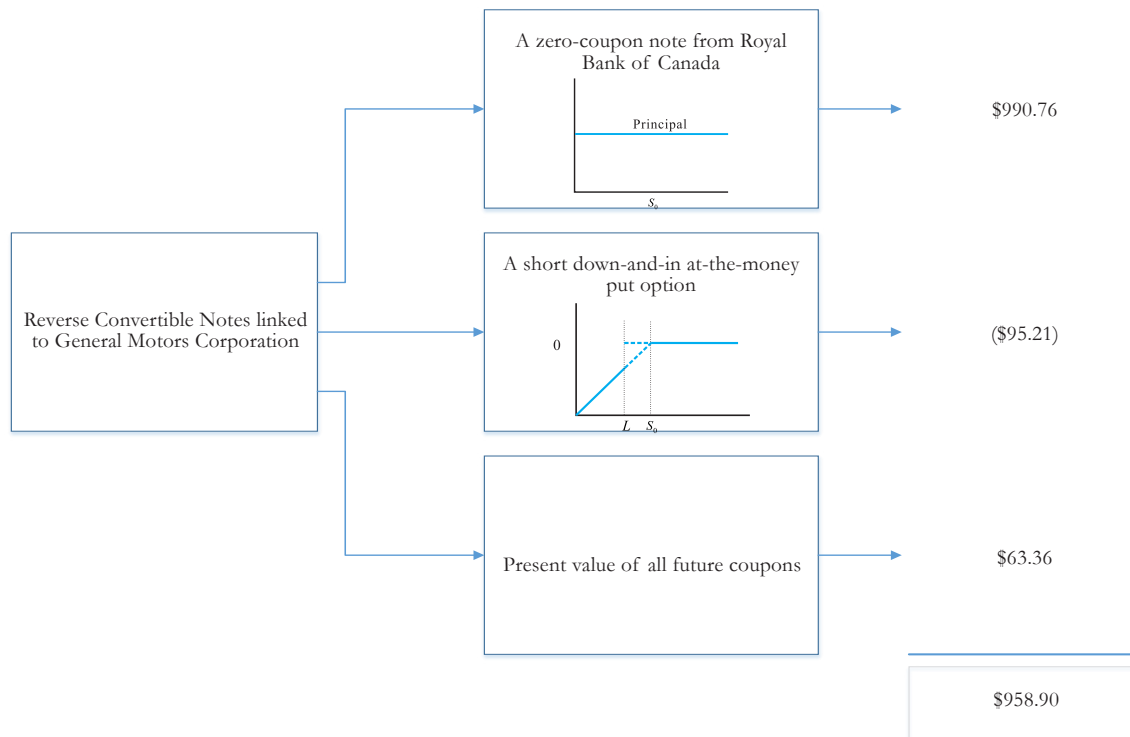 A zero-coupon note from Royal
Bank of Canada
Principal
S₀
$990.76
Reverse Convertible Notes linked
to General Motors Corporation
A short down-and-in at-the-money
put option
0
L S₀
($95.21)
Present value of all future coupons
$63.36
$958.90